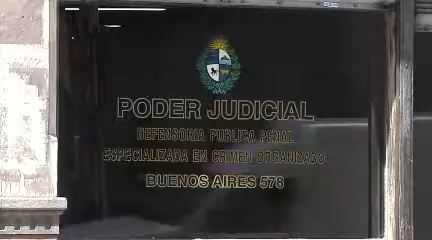 PODER JUDICIAL
DEFENSORIA PUBLICA PENAL
ESPECIALIZADA EN CRIMEN ORGANIZADO
BUENOS AIRES 578